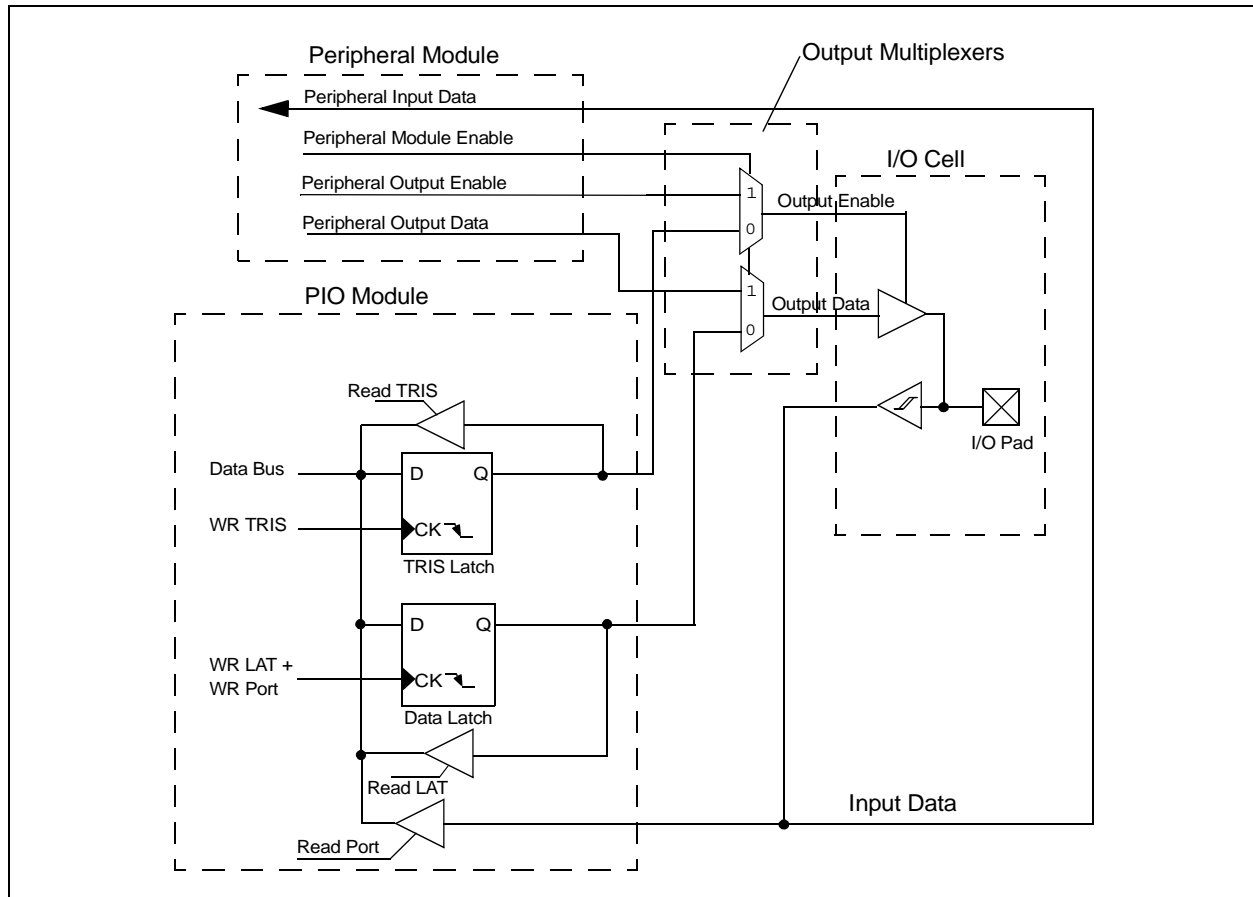 Peripheral Module
Output Multiplexers
Peripheral Input Data
Peripheral Module Enable
I/O Cell
Peripheral Output Enable
1
Output Enable
Peripheral Output Data
0
PIO Module
1
Output Data
0
Read TRIS
I/O Pad
Data Bus
D
Q
WR TRIS
CK
TRIS Latch
D
Q
WR LAT +
WR Port
CK
Data Latch
Read LAT
Input Data
Read Port